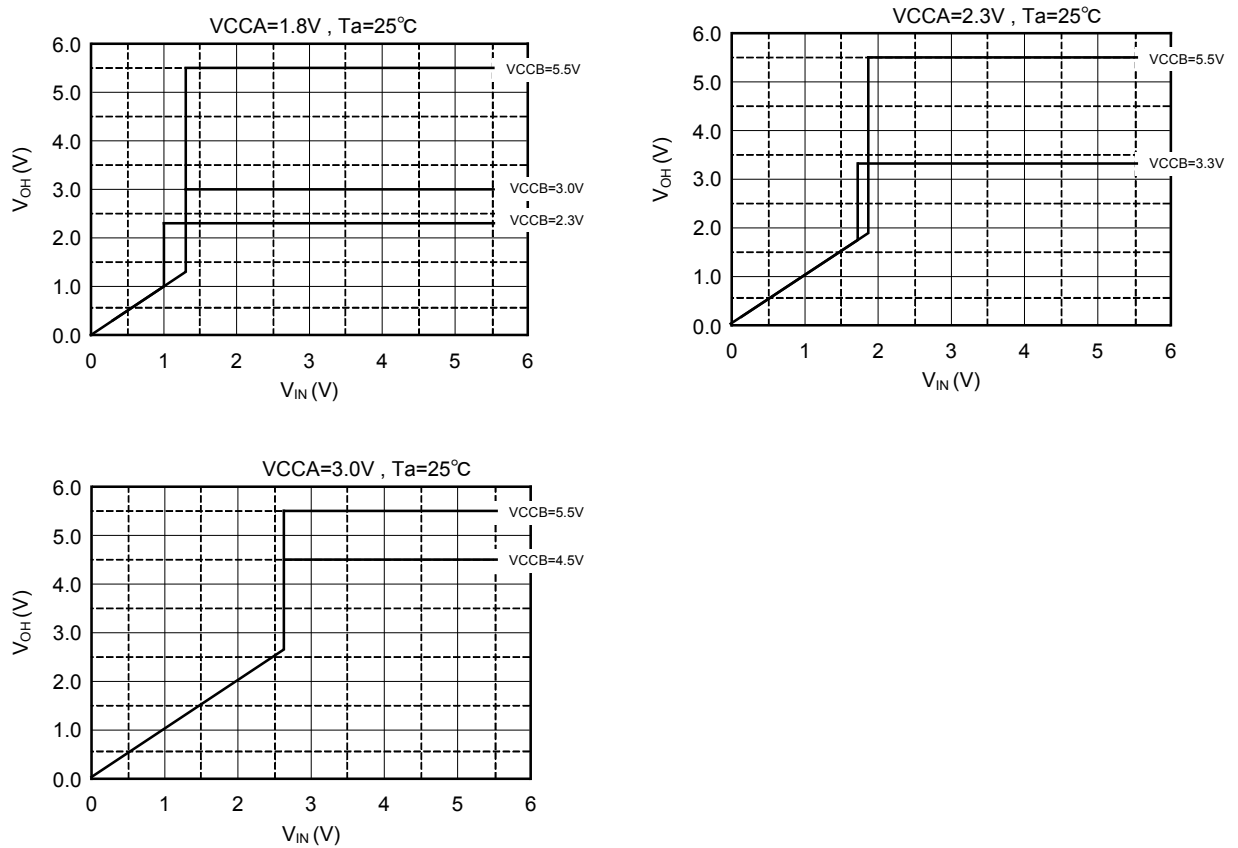 VCCA=1.8V , Ta=25℃
6.0
5.0
4.0
3.0
2.0
1.0
0.0
VOH (V)
VCCB=5.5V
VCCB=3.0V
VCCB=2.3V
0 1 2 3 4 5 6
VIN (V)
VCCA=2.3V , Ta=25℃
6.0
5.0
4.0
3.0
2.0
1.0
0.0
VOH (V)
VCCB=5.5V
VCCB=3.3V
0 1 2 3 4 5 6
VIN (V)
VCCA=3.0V , Ta=25℃
6.0
5.0
4.0
3.0
2.0
1.0
0.0
VOH (V)
VCCB=5.5V
VCCB=4.5V
0 1 2 3 4 5 6
VIN (V)